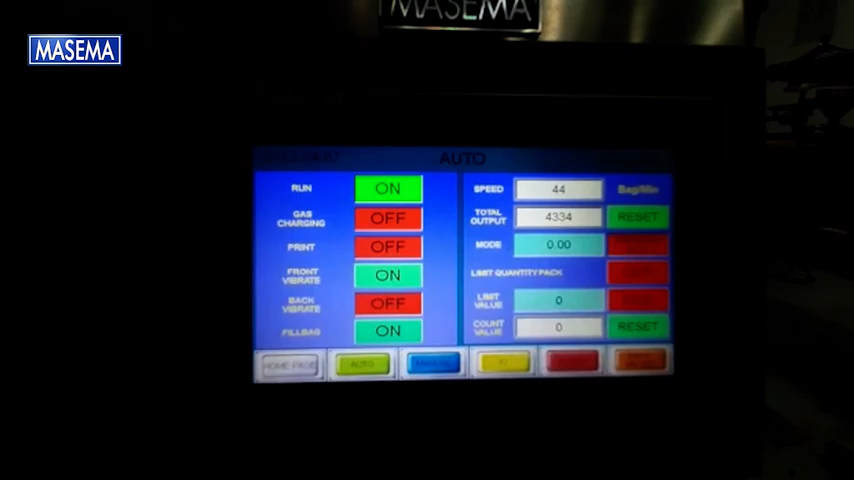 MASEMA
MASEMA
AUTO
RUN ON
GAS CHARGING OFF
PRINT OFF
FRONT VIBRATE ON
BACK VIBRATE OFF
FILLBAG ON
SPEED 44 Bag/Min
TOTAL OUTPUT 4334 RESET
MODE 0.00
LIMIT QUANTITY PACK
LIMIT VALUE 0
COUNT VALUE 0 RESET
HOME PAGE AUTO MANUAL